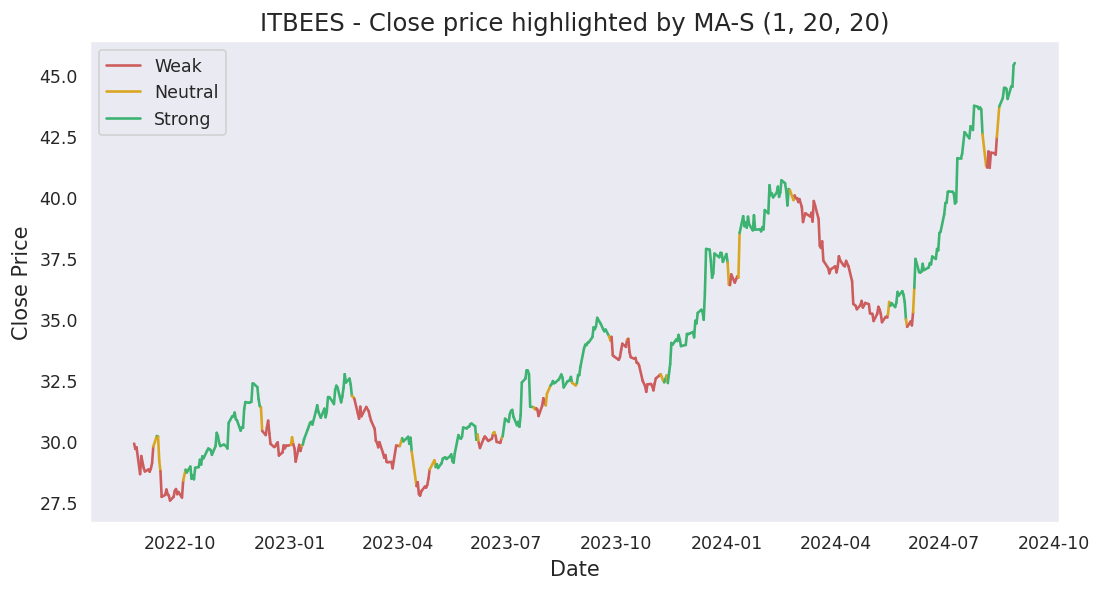 ITBEES - Close price highlighted by MA-S (1, 20, 20)
Weak
Neutral
Strong
Close Price
45.0
42.5
40.0
37.5
35.0
32.5
30.0
27.5
2022-10 2023-01 2023-04 2023-07 2023-10 2024-01 2024-04 2024-07 2024-10
Date